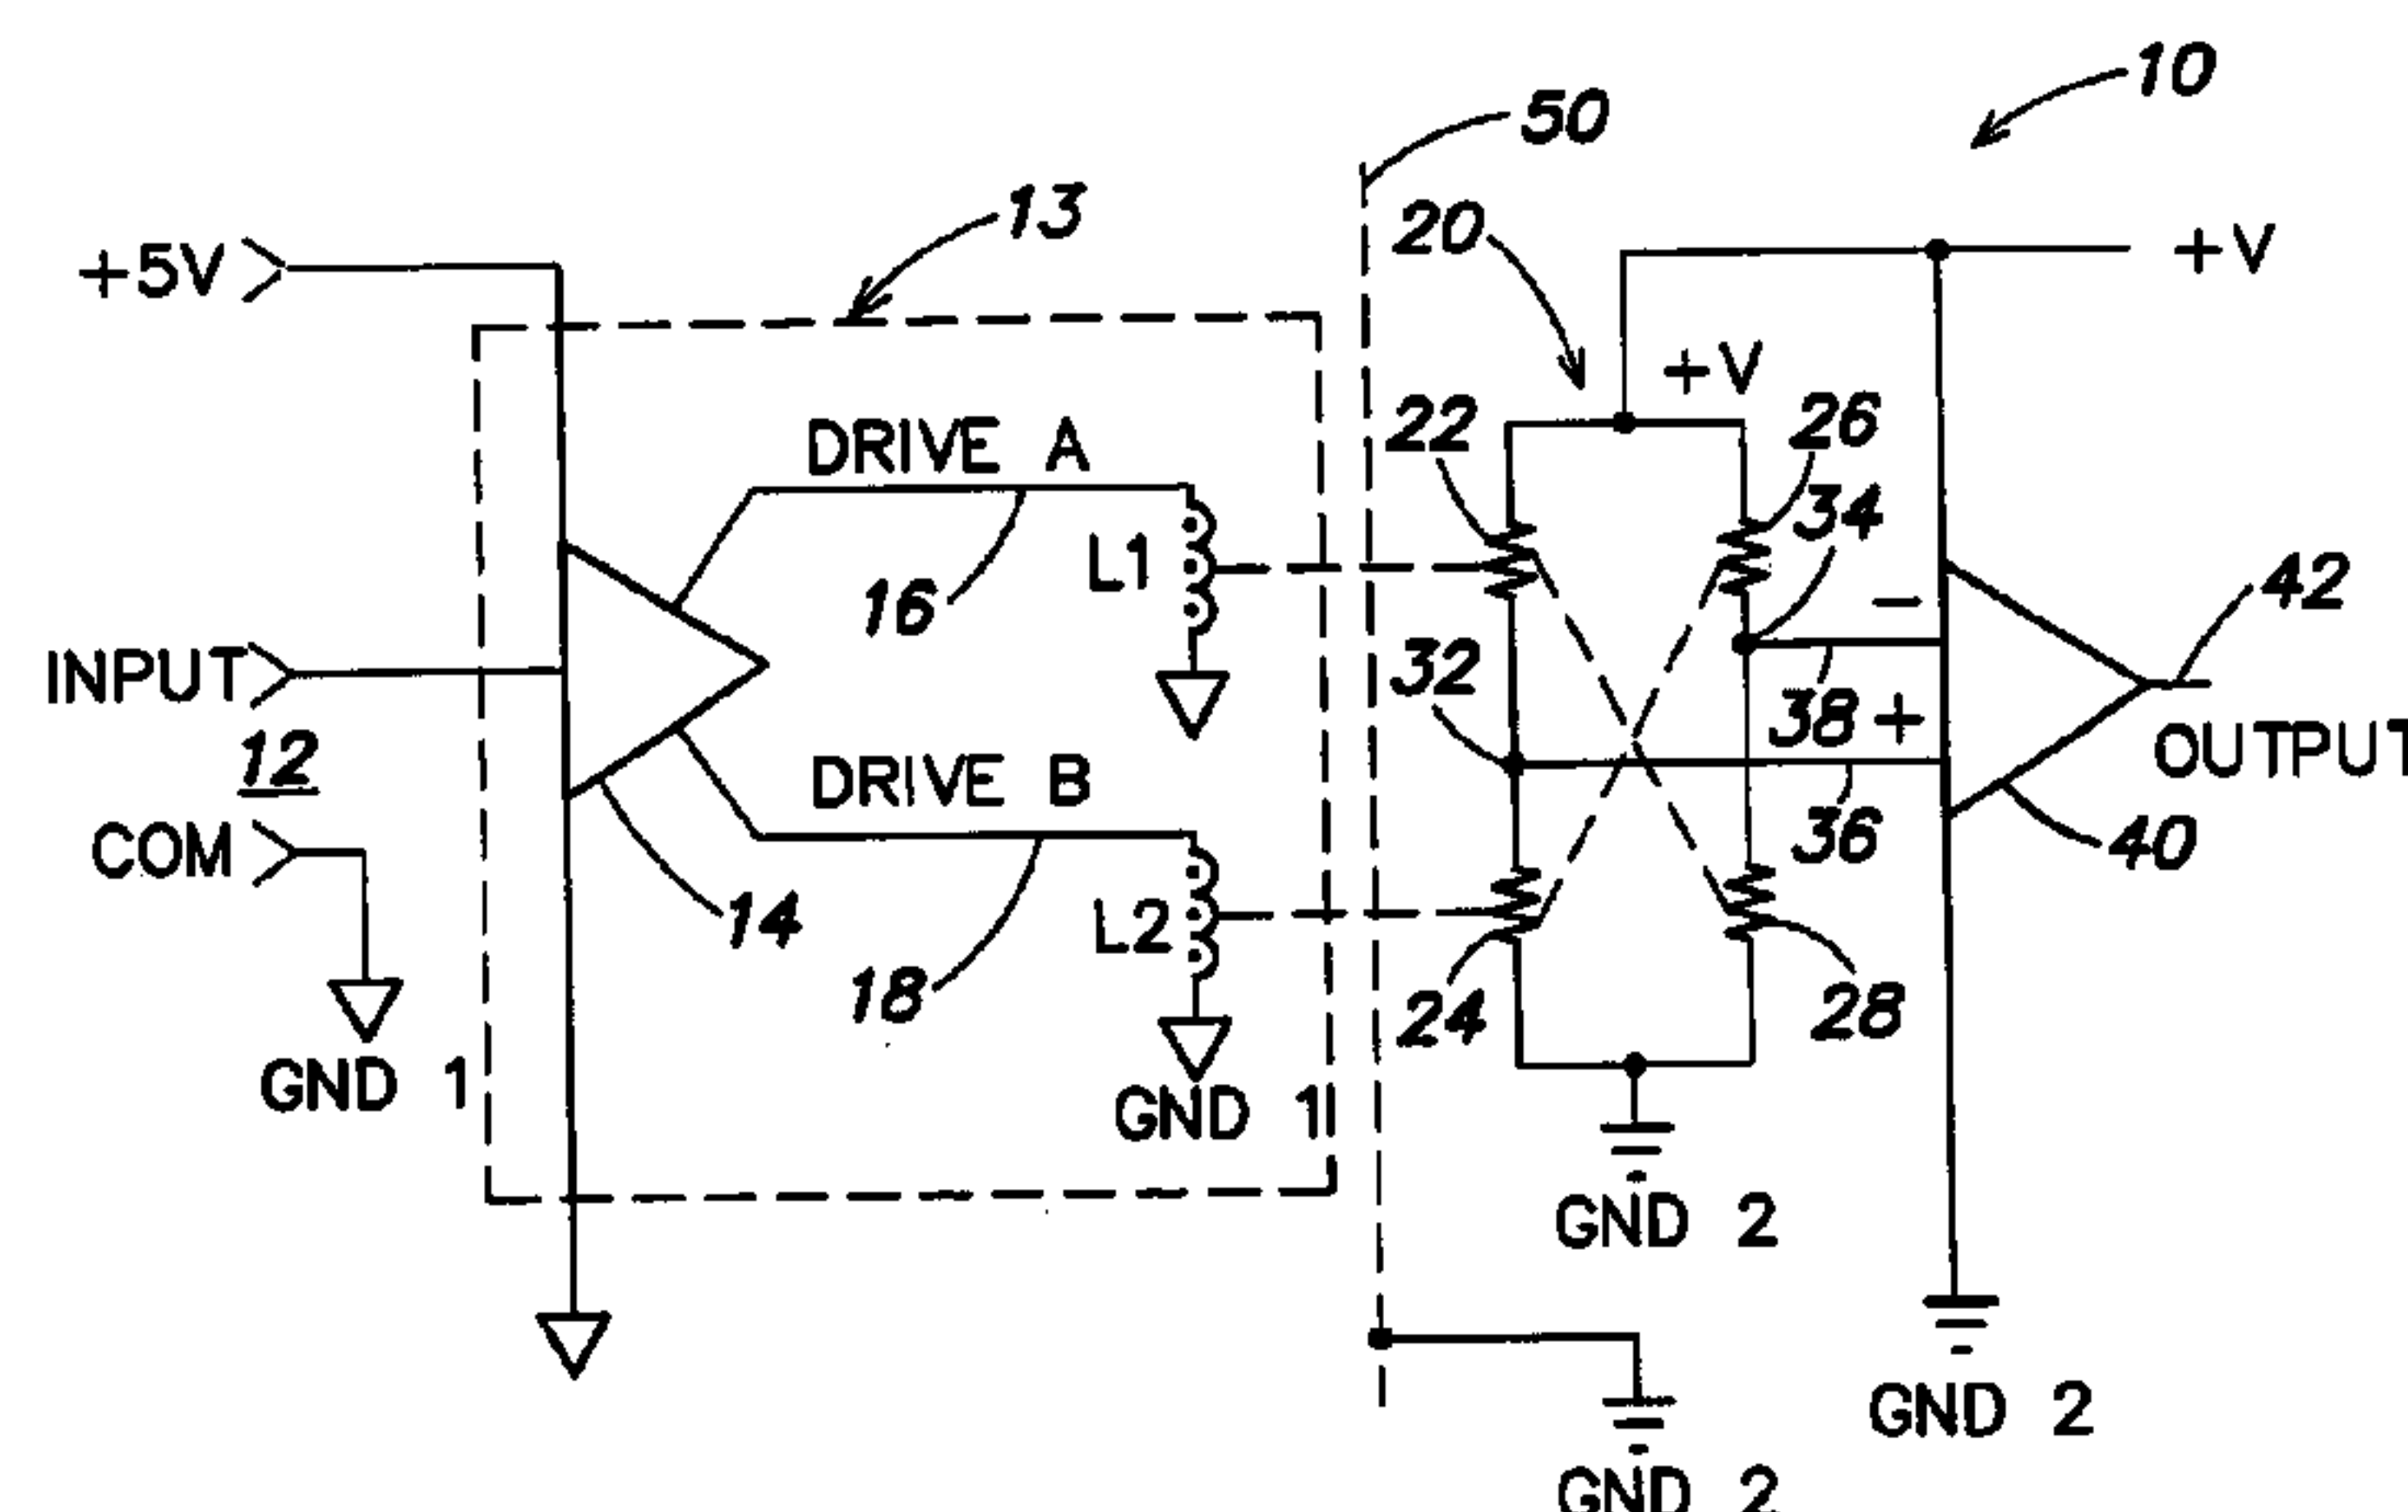 10
50
13
20
+5V
+V
+V
22
26
DRIVE A
34
L1
16
42
−
INPUT
32
38
+
12
OUTPUT
DRIVE B
COM
36
40
14
L2
18
24
28
GND 1
GND 1
GND 2
GND 2
GND 2